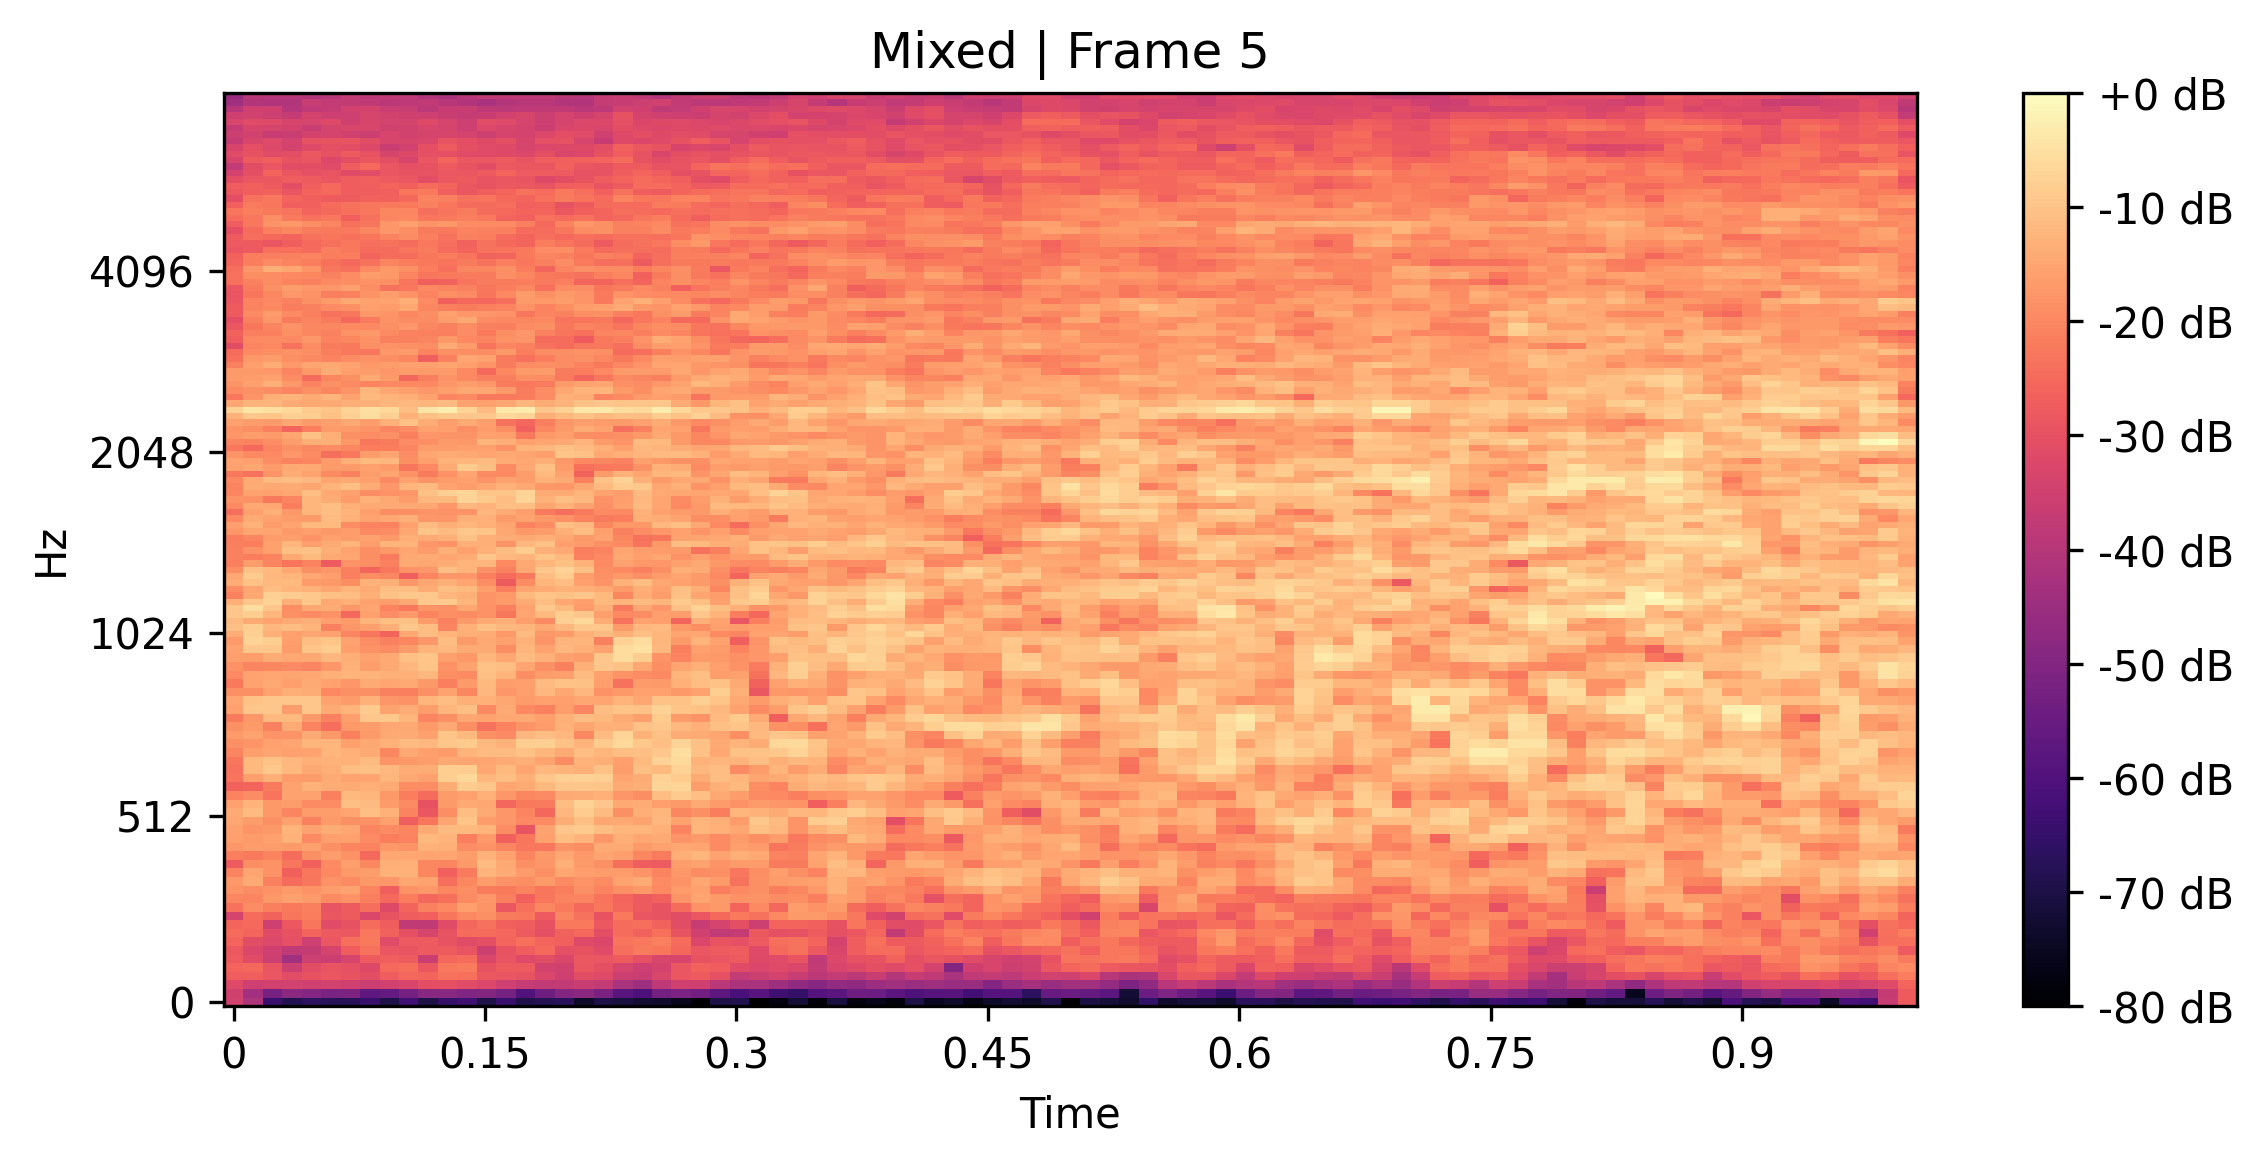 Mixed | Frame 5
Hz
4096
2048
1024
512
0
0 0.15 0.3 0.45 0.6 0.75 0.9
Time
+0 dB
-10 dB
-20 dB
-30 dB
-40 dB
-50 dB
-60 dB
-70 dB
-80 dB